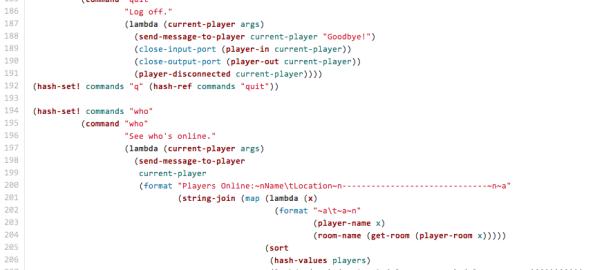 186 "Log off."
187 (lambda (current-player args)
188 (send-message-to-player current-player "Goodbye!")
189 (close-input-port (player-in current-player))
190 (close-output-port (player-out current-player))
191 (player-disconnected current-player))))
192 (hash-set! commands "q" (hash-ref commands "quit"))
193
194 (hash-set! commands "who"
195 (command "who"
196 "See who's online."
197 (lambda (current-player args)
198 (send-message-to-player
199 current-player
200 (format "Players Online:~nName\tLocation~n-----------------------------~n~a"
201 (string-join (map (lambda (x)
202 (format "~a\t~a~n"
203 (player-name x)
204 (room-name (get-room (player-room x)))))
205 (sort
206 (hash-values players)